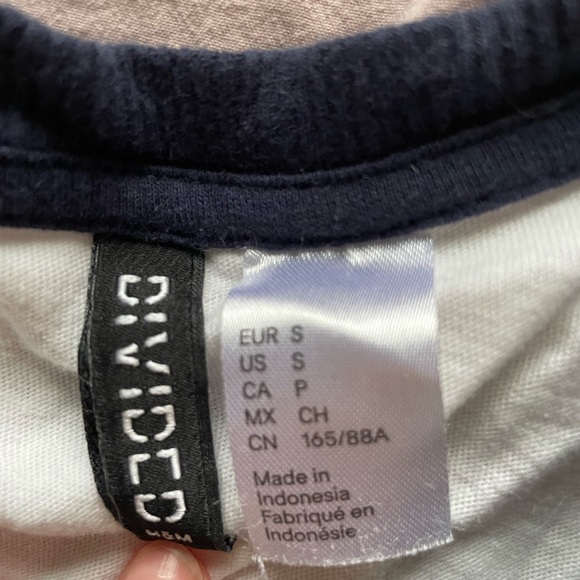 DIVIDED
H&M
EUR S
US S
CA P
MX CH
CN 165/88A
Made in
Indonesia
Fabriqué en
Indonésie